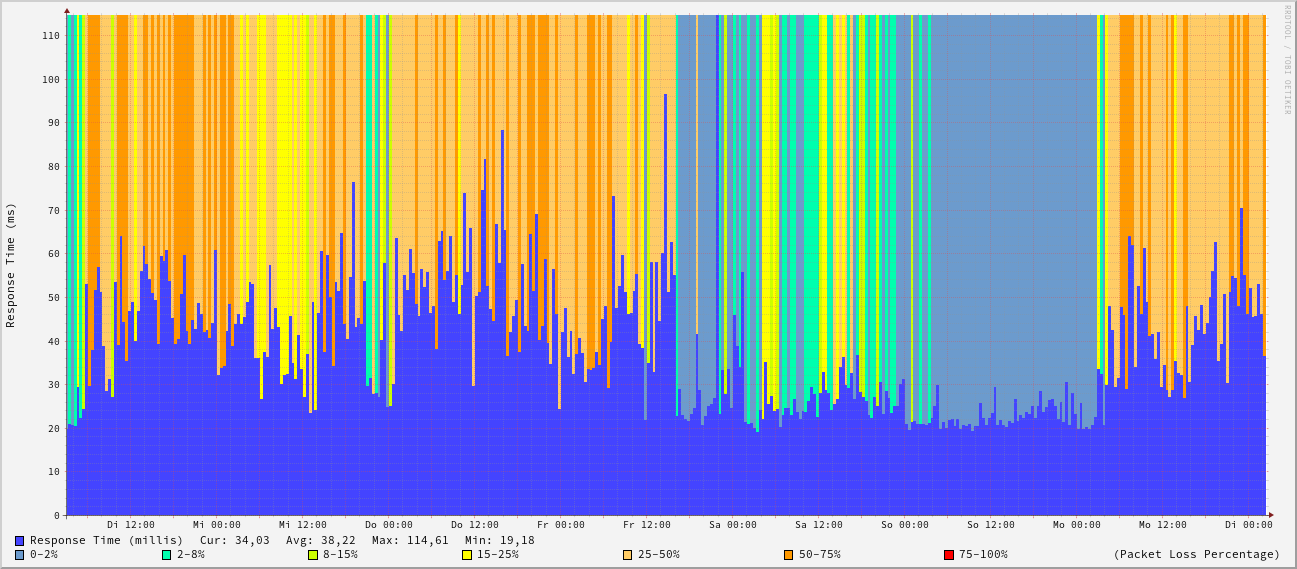 RRDTOOL / TOBI OETIKER
Response Time (ms)
110
100
90
80
70
60
50
40
30
20
10
0
Di 12:00 Mi 00:00 Mi 12:00 Do 00:00 Do 12:00 Fr 00:00 Fr 12:00 Sa 00:00 Sa 12:00 So 00:00 So 12:00 Mo 00:00 Mo 12:00 Di 00:00
Response Time (millis) Cur: 34,03 Avg: 38,22 Max: 114,61 Min: 19,18
0-2% 2-8% 8-15% 15-25% 25-50% 50-75% 75-100% (Packet Loss Percentage)